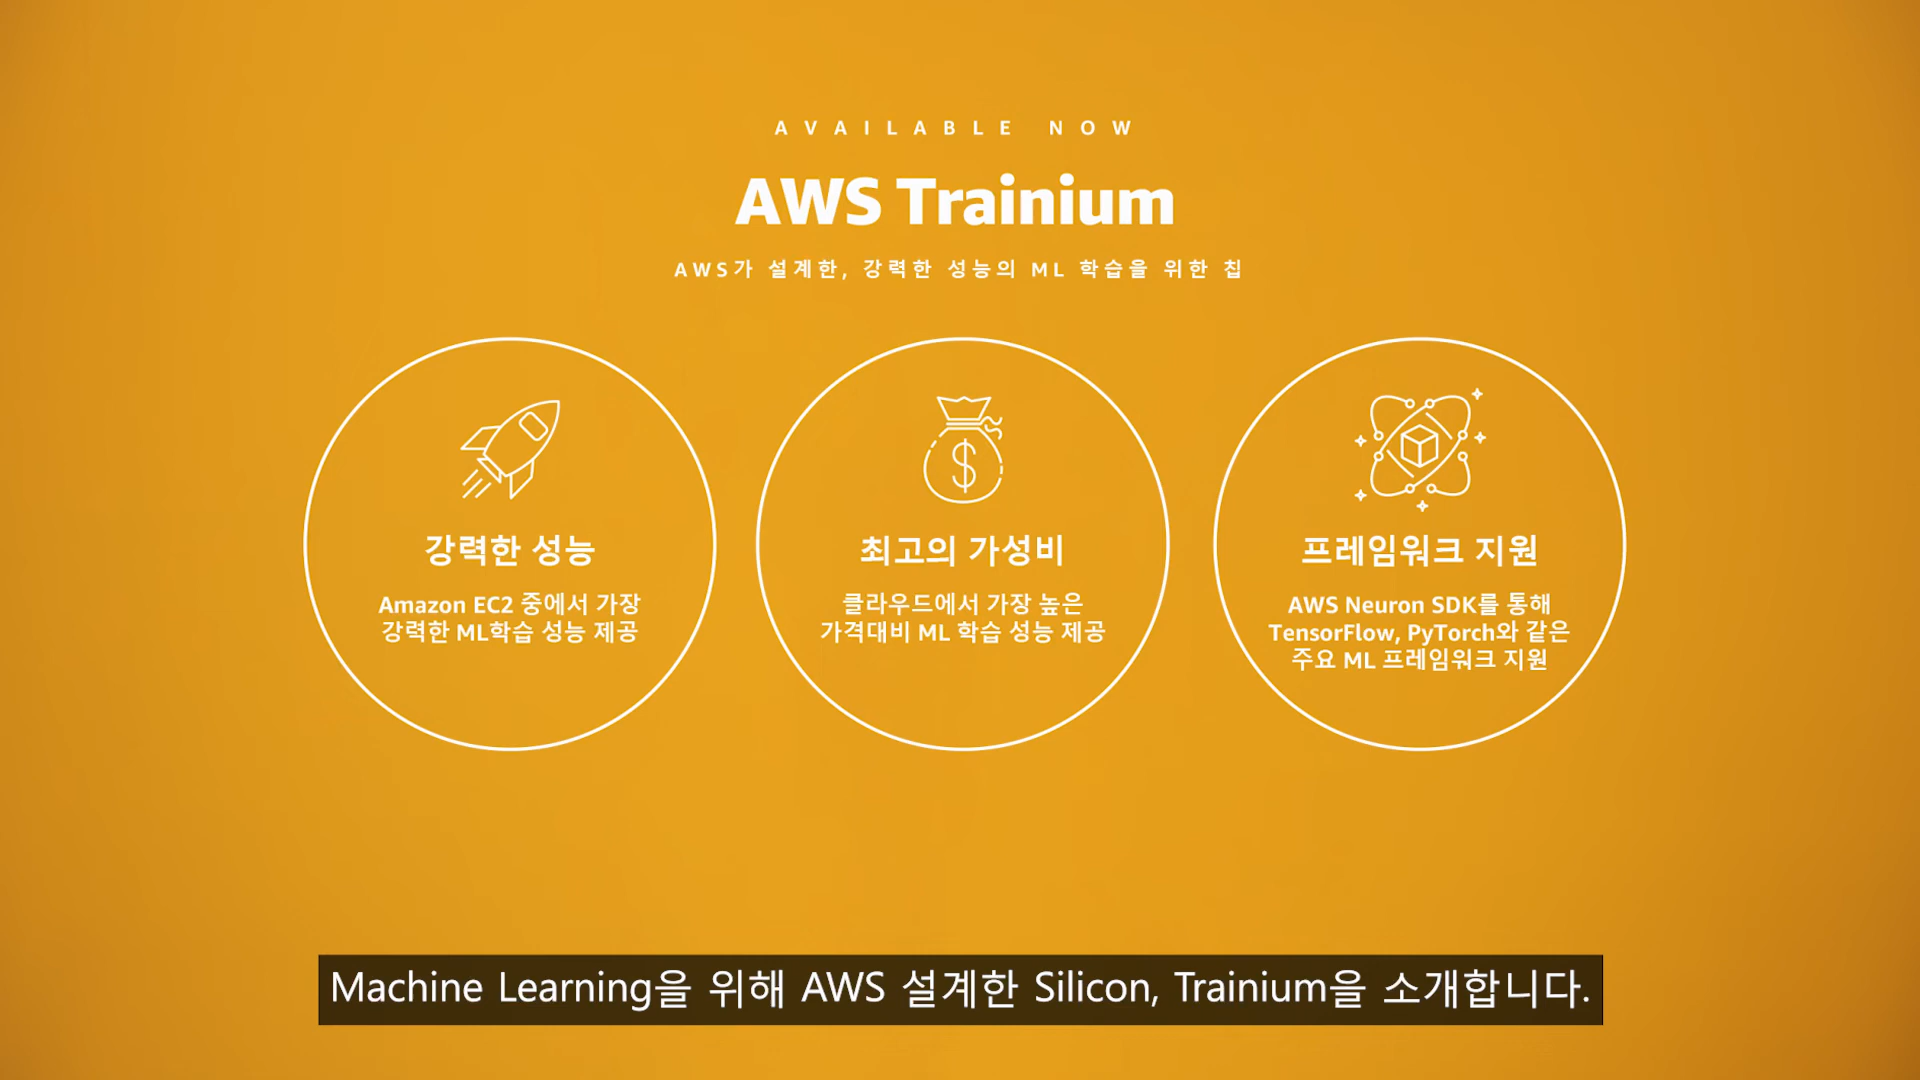 AVAILABLE NOW
AWS Trainium
AWS가 설계한, 강력한 성능의 ML 학습을 위한 칩
강력한 성능
Amazon EC2 중에서 가장
강력한 ML학습 성능 제공
최고의 가성비
클라우드에서 가장 높은
가격대비 ML 학습 성능 제공
프레임워크 지원
AWS Neuron SDK를 통해
TensorFlow, PyTorch와 같은
주요 ML 프레임워크 지원
Machine Learning을 위해 AWS 설계한 Silicon, Trainium을 소개합니다.